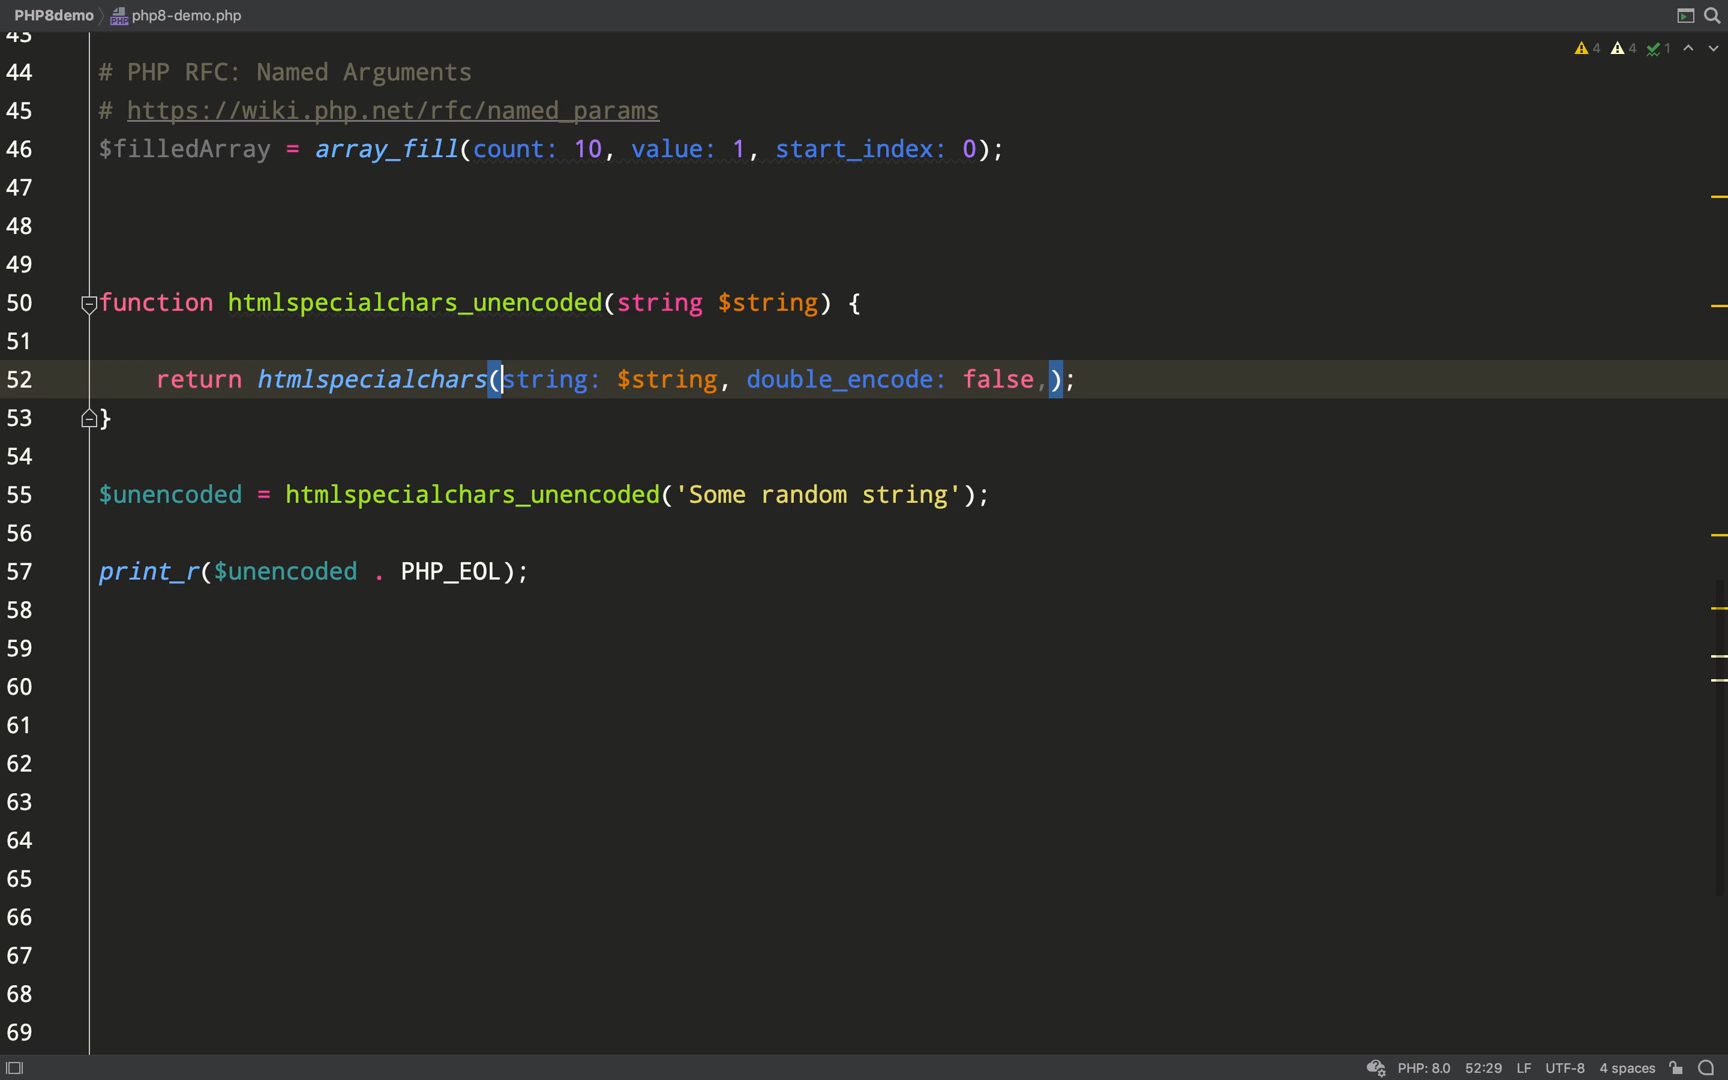 PHP8demo php8-demo.php
4 4 1
43
44 # PHP RFC: Named Arguments
45 # https://wiki.php.net/rfc/named_params
46 $filledArray = array_fill(count: 10, value: 1, start_index: 0);
47
48
49
50 function htmlspecialchars_unencoded(string $string) {
51
52 return htmlspecialchars(string: $string, double_encode: false,);
53 }
54
55 $unencoded = htmlspecialchars_unencoded('Some random string');
56
57 print_r($unencoded . PHP_EOL);
58
59
60
61
62
63
64
65
66
67
68
69
PHP: 8.0 52:29 LF UTF-8 4 spaces